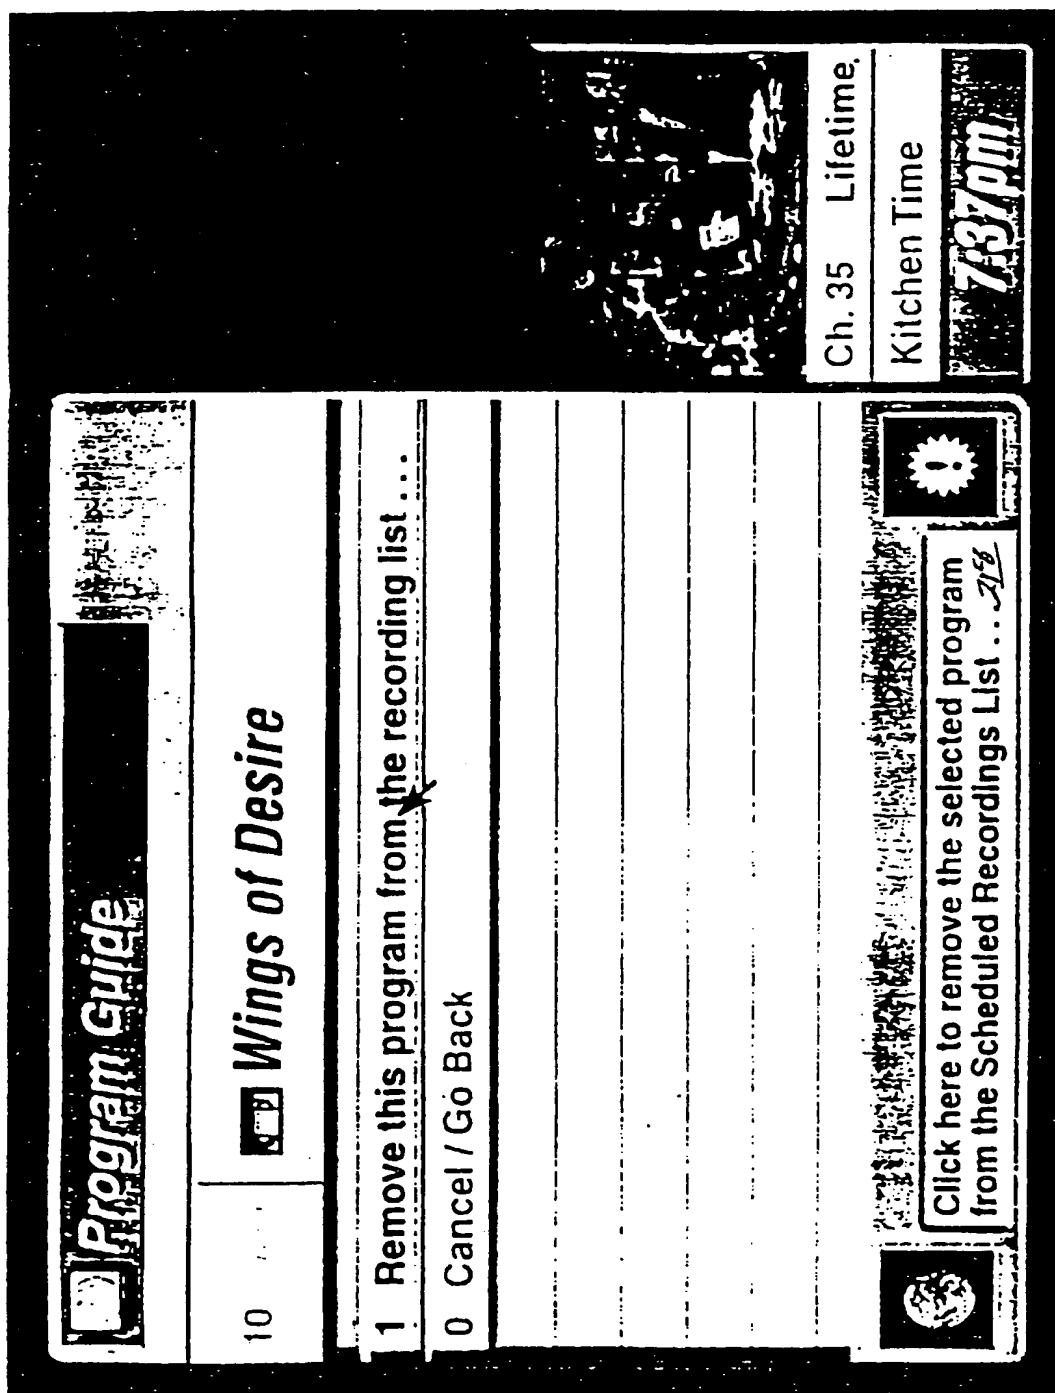 Program Guide
10
Wings of Desire
1 Remove this program from the recording list...
0 Cancel / Go Back
Click here to remove the selected program
from the Scheduled Recordings List...
Ch. 35 Lifetime,
Kitchen Time
7:37pm